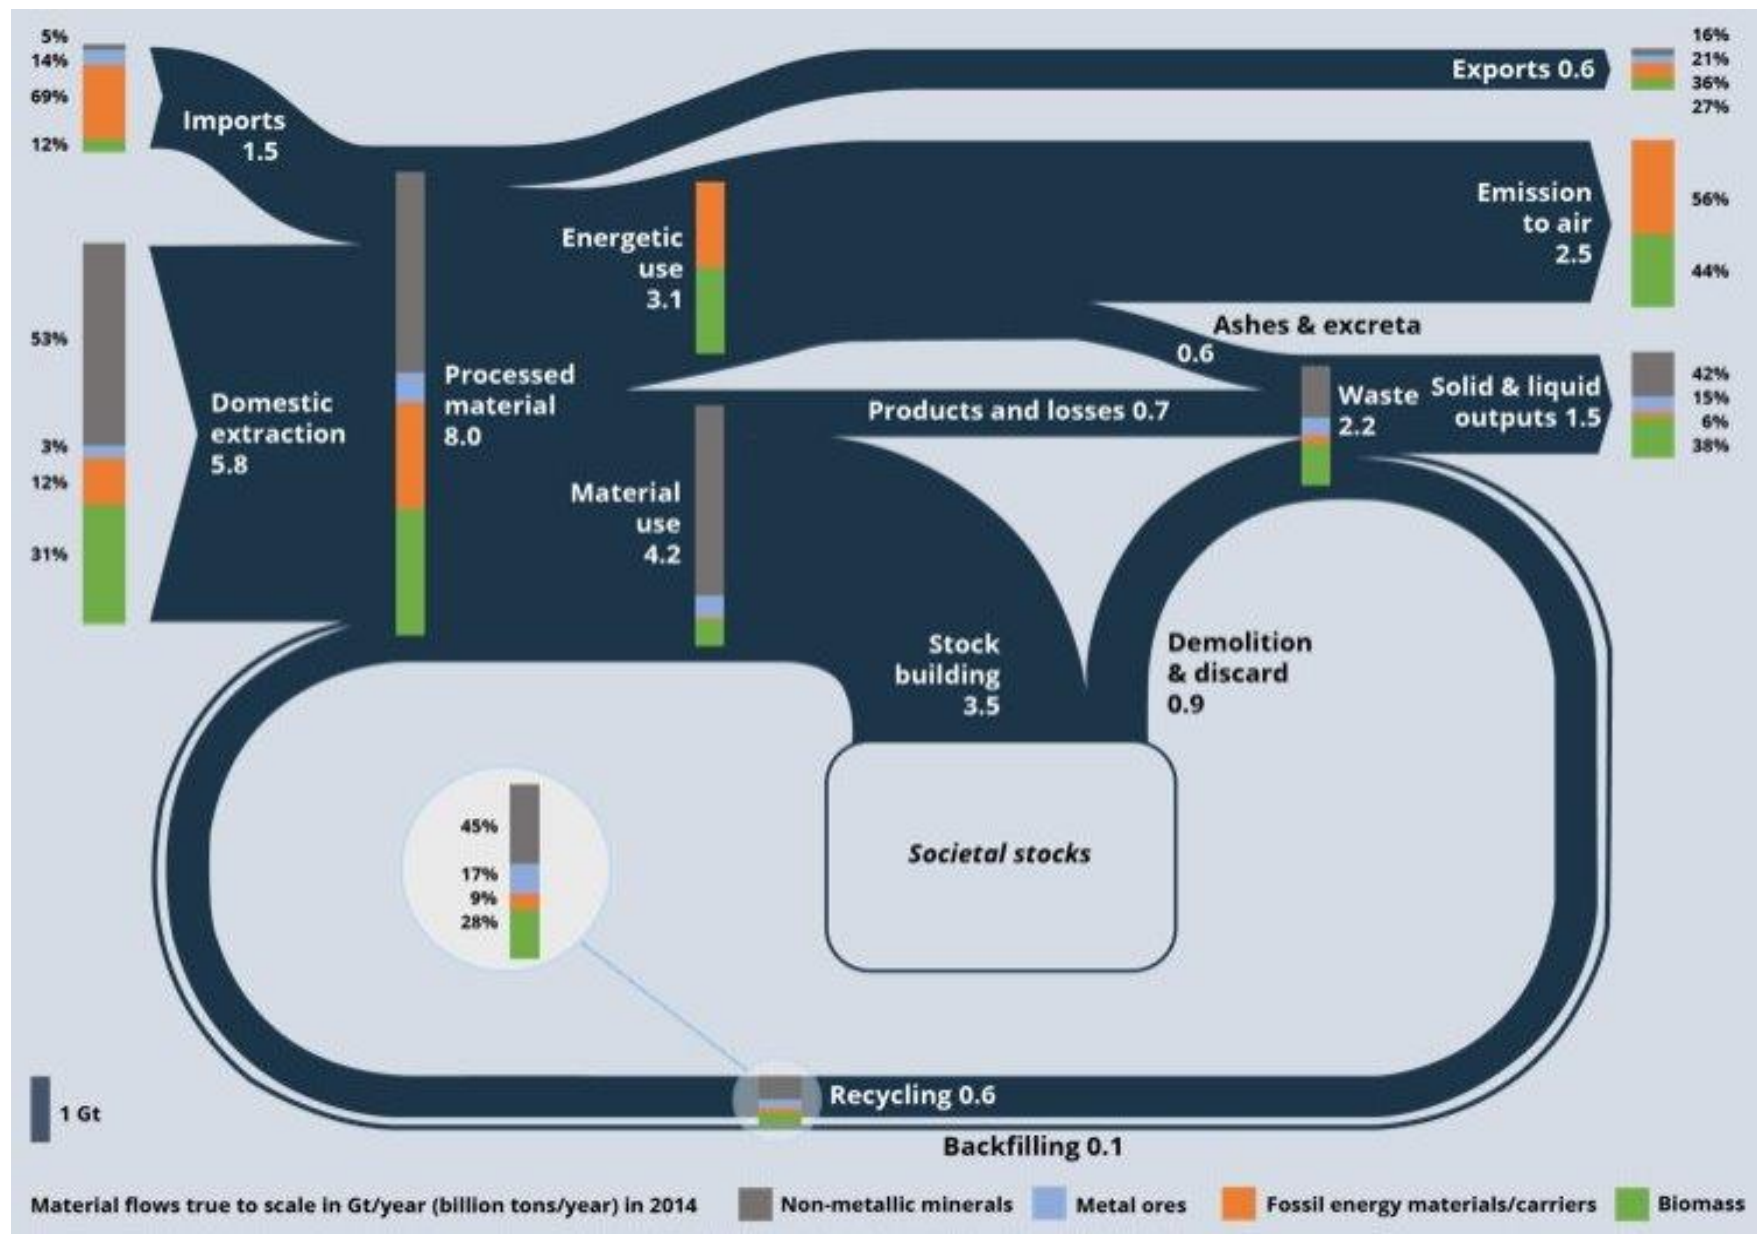 5%
14%
69%
12%
Imports
1.5
53%
3%
12%
31%
Domestic
extraction
5.8
Processed
material
8.0
Energetic
use
3.1
Material
use
4.2
Exports 0.6
16%
21%
36%
27%
Emission
to air
2.5
56%
44%
Ashes & excreta
0.6
Products and losses 0.7
Waste
2.2
Solid & liquid
outputs 1.5
42%
15%
6%
38%
Stock
building
3.5
Demolition
& discard
0.9
Societal stocks
45%
17%
9%
28%
Recycling 0.6
Backfilling 0.1
1 Gt
Material flows true to scale in Gt/year (billion tons/year) in 2014
Non-metallic minerals
Metal ores
Fossil energy materials/carriers
Biomass